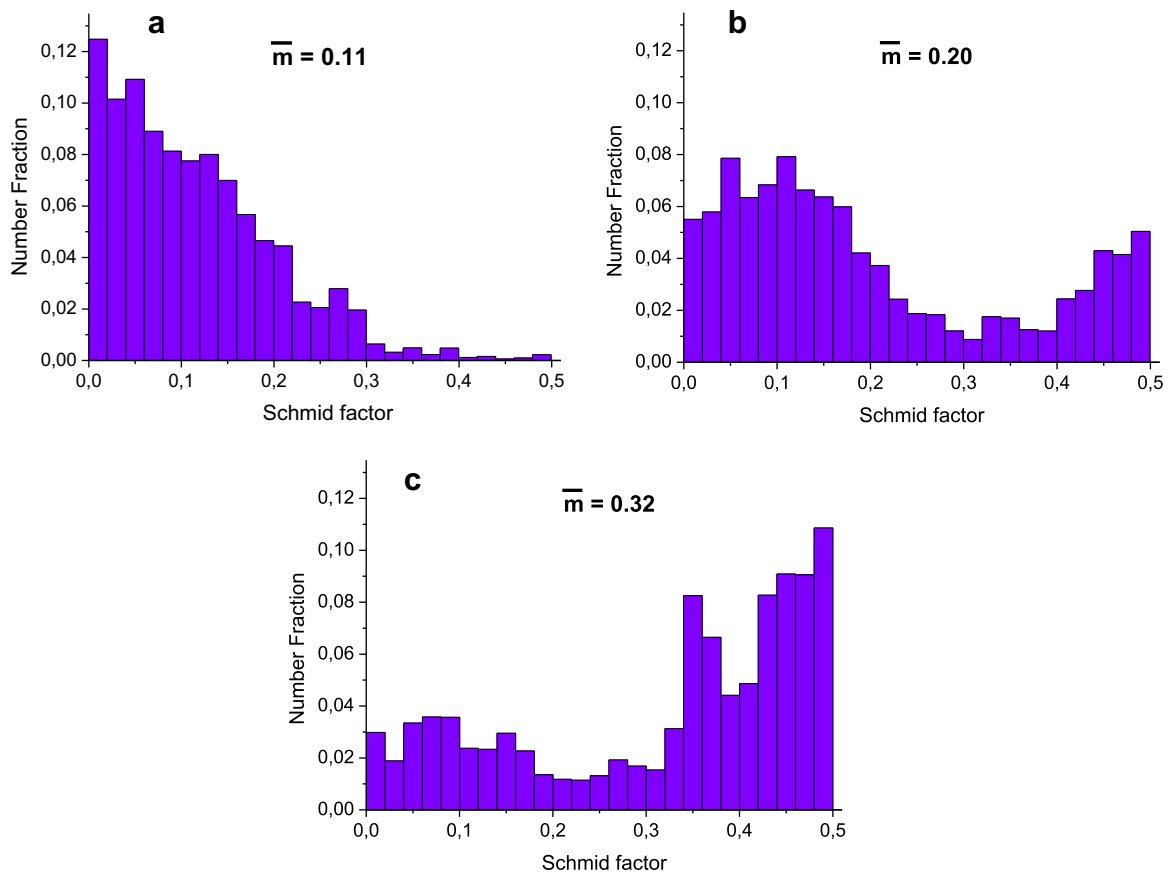 a
m̅ = 0.11
Number Fraction
0,12
0,10
0,08
0,06
0,04
0,02
0,00
0,0 0,1 0,2 0,3 0,4 0,5
Schmid factor
b
m̅ = 0.20
Number Fraction
0,12
0,10
0,08
0,06
0,04
0,02
0,00
0,0 0,1 0,2 0,3 0,4 0,5
Schmid factor
c
m̅ = 0.32
Number Fraction
0,12
0,10
0,08
0,06
0,04
0,02
0,00
0,0 0,1 0,2 0,3 0,4 0,5
Schmid factor